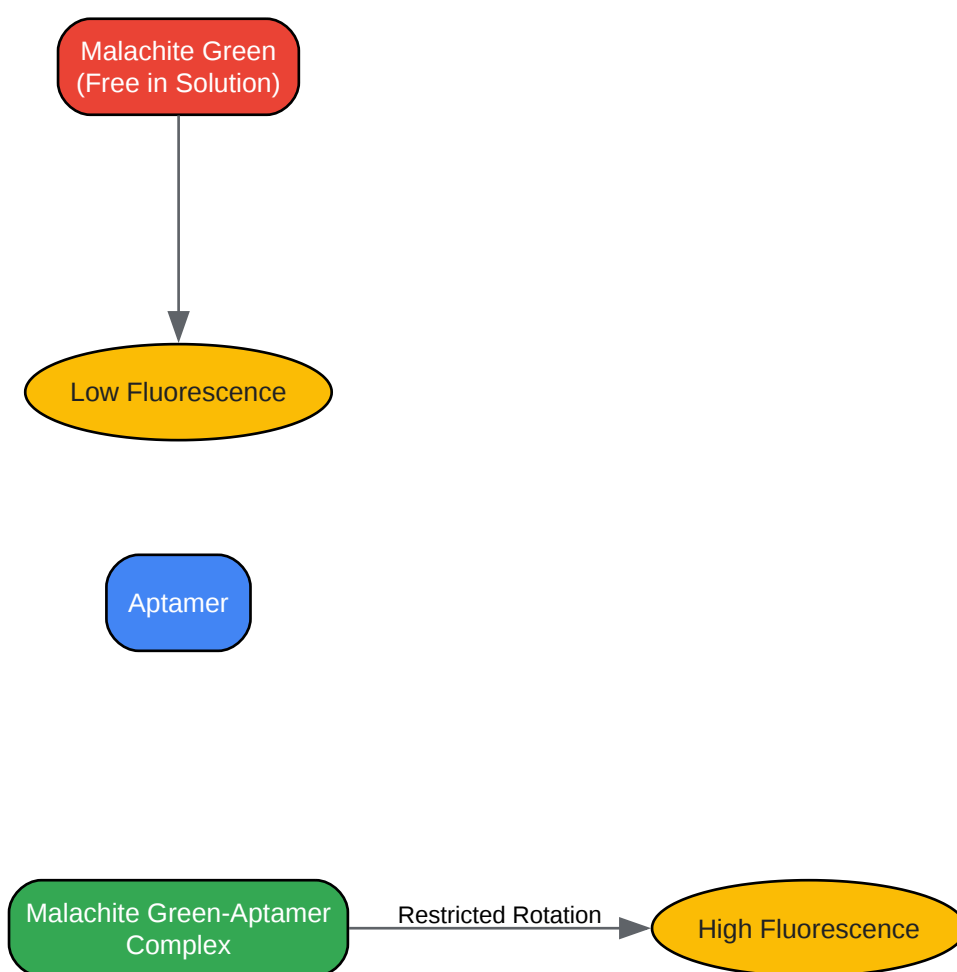 Malachite Green
(Free in Solution)
Low Fluorescence
Aptamer
Malachite Green-Aptamer
Complex
Restricted Rotation
High Fluorescence